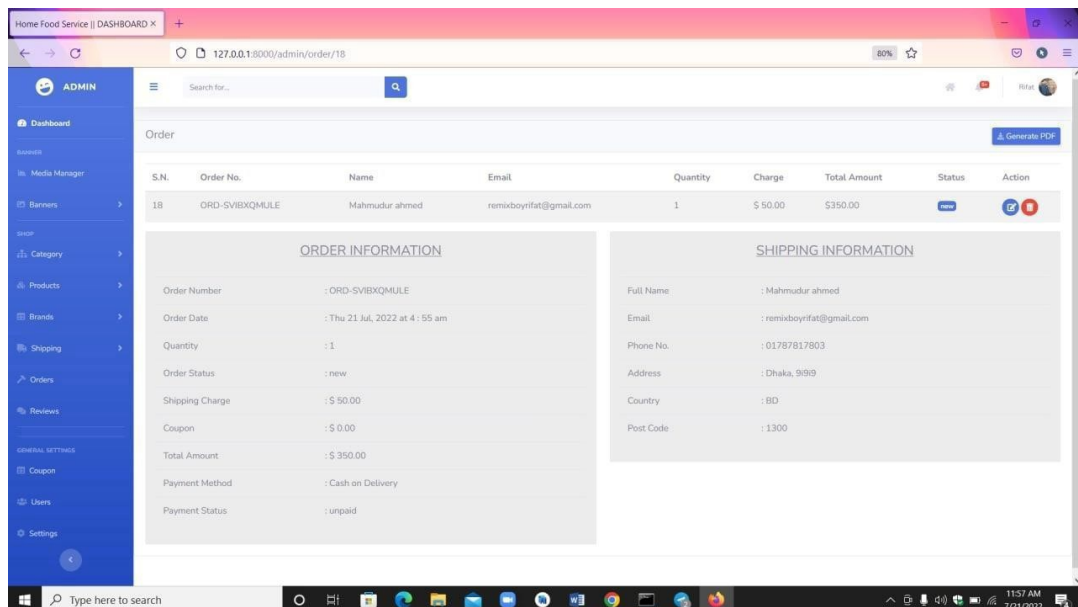 Home Food Service || DASHBOARD
127.0.0.1:8000/admin/order/18
80%
ADMIN
Search for...
Rifat
Dashboard
BANNER
Media Manager
Banners
SHOP
Category
Products
Brands
Shipping
Orders
Reviews
GENERAL SETTINGS
Coupon
Users
Settings
Order
Generate PDF
S.N. Order No. Name Email Quantity Charge Total Amount Status Action
18 ORD-SVIBXQMULE Mahmudur ahmed remixboyrifat@gmail.com 1 $ 50.00 $350.00 new
ORDER INFORMATION
Order Number : ORD-SVIBXQMULE
Order Date : Thu 21 Jul, 2022 at 4 : 55 am
Quantity : 1
Order Status : new
Shipping Charge : $ 50.00
Coupon : $ 0.00
Total Amount : $ 350.00
Payment Method : Cash on Delivery
Payment Status : unpaid
SHIPPING INFORMATION
Full Name : Mahmudur ahmed
Email : remixboyrifat@gmail.com
Phone No. : 01787817803
Address : Dhaka, 9i9i9
Country : BD
Post Code : 1300
Type here to search
11:57 AM
7/21/2022